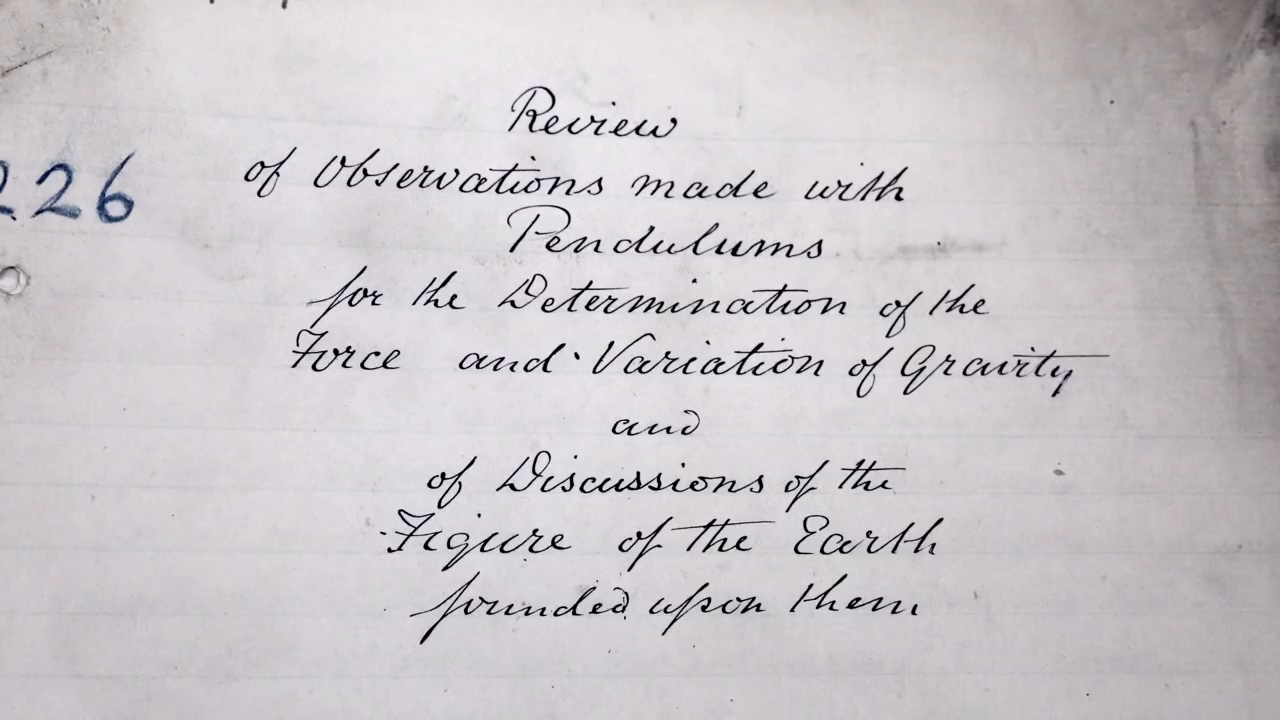 Review
of Observations made with
226
Pendulums
for the Determination of the
Force and Variation of Gravity
and
of Discussions of the
Figure of the Earth
founded upon them